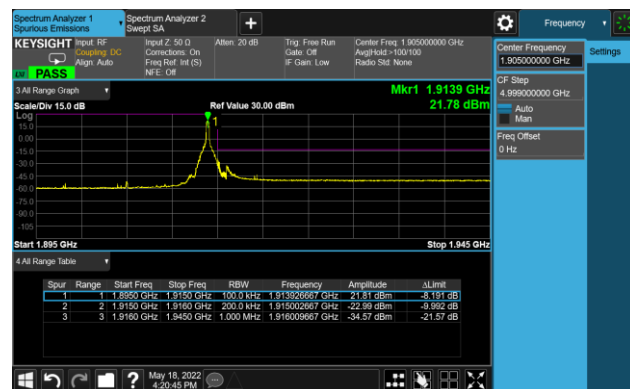 Spectrum Analyzer 1
Spurious Emissions
Spectrum Analyzer 2
Swept SA
Frequency
KEYSIGHT
Input: RF
Coupling: DC
Align: Auto
Input Z: 50 Ω
Corrections: On
Freq Ref: Int (S)
NFE: Off
Atten: 20 dB
Trig: Free Run
Gate: Off
IF Gain: Low
Center Freq: 1.905000000 GHz
Avg|Hold:>100/100
Radio Std: None
PASS
Center Frequency
1.905000000 GHz
Settings
CF Step
4.999000000 GHz
Auto
Man
Freq Offset
0 Hz
3 All Range Graph
Mkr1 1.9139 GHz
Scale/Div 15.0 dB
Ref Value 30.00 dBm
21.78 dBm
Log
1
15.0
0.00
-15.0
-30.0
-45.0
-60.0
-75.0
-90.0
-105
Start 1.895 GHz
Stop 1.945 GHz
4 All Range Table
Spur Range Start Freq Stop Freq RBW Frequency Amplitude ΔLimit
1 1 1.8950 GHz 1.9150 GHz 100.0 kHz 1.913926667 GHz 21.81 dBm -8.191 dB
2 2 1.9150 GHz 1.9160 GHz 200.0 kHz 1.915002667 GHz -22.99 dBm -9.992 dB
3 3 1.9160 GHz 1.9450 GHz 1.000 MHz 1.916009667 GHz -34.57 dBm -21.57 dB
May 18, 2022
4:20:45 PM